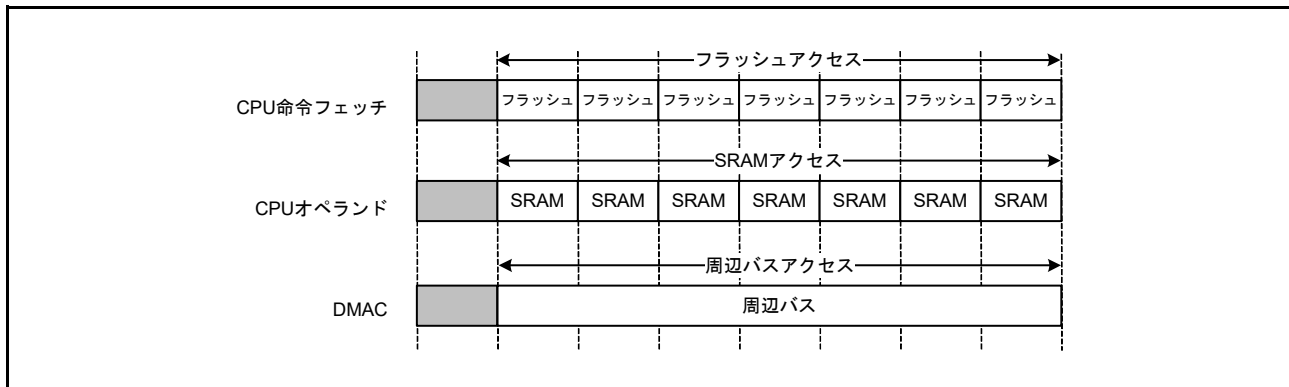 フラッシュアクセス
CPU命令フェッチ
フラッシュ フラッシュ フラッシュ フラッシュ フラッシュ フラッシュ フラッシュ
SRAMアクセス
CPUオペランド
SRAM SRAM SRAM SRAM SRAM SRAM SRAM
周辺バスアクセス
DMAC
周辺バス